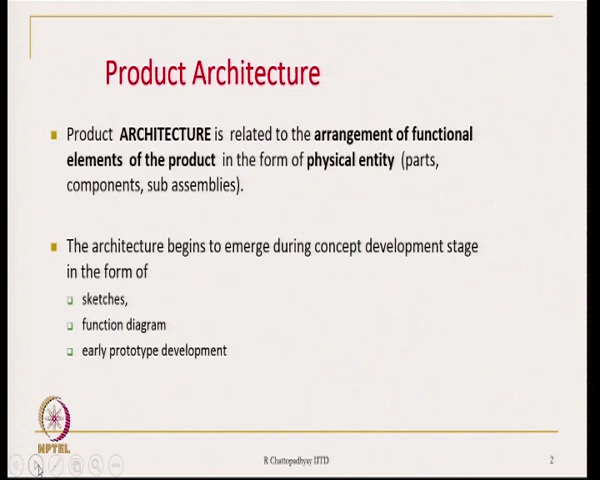 Product Architecture
Product ARCHITECTURE is related to the arrangement of functional
elements of the product in the form of physical entity (parts,
components, sub assemblies).
The architecture begins to emerge during concept development stage
in the form of
sketches,
function diagram
early prototype development
NPTEL
R Chattopadhyay IITD
2